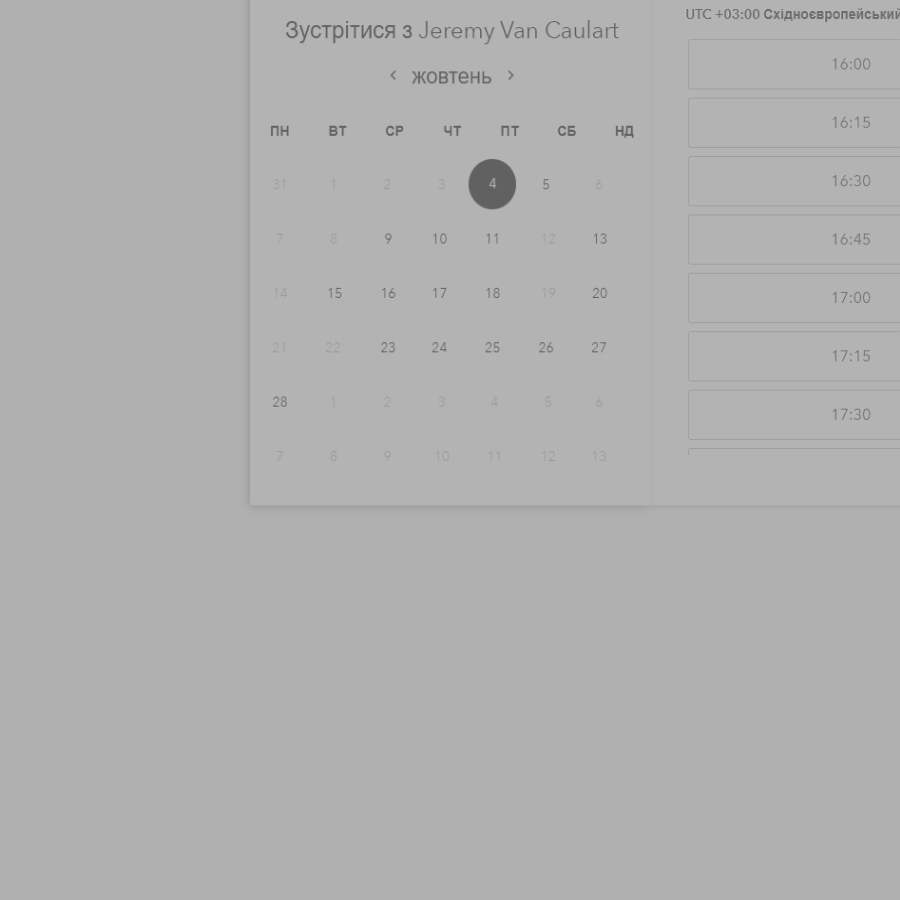 Зустрітися з Jeremy Van Caulart
‹ жовтень ›
ПН ВТ СР ЧТ ПТ СБ НД
31 1 2 3 4 5 6
7 8 9 10 11 12 13
14 15 16 17 18 19 20
21 22 23 24 25 26 27
28 1 2 3 4 5 6
7 8 9 10 11 12 13
UTC +03:00 Східноєвропейський
16:00
16:15
16:30
16:45
17:00
17:15
17:30